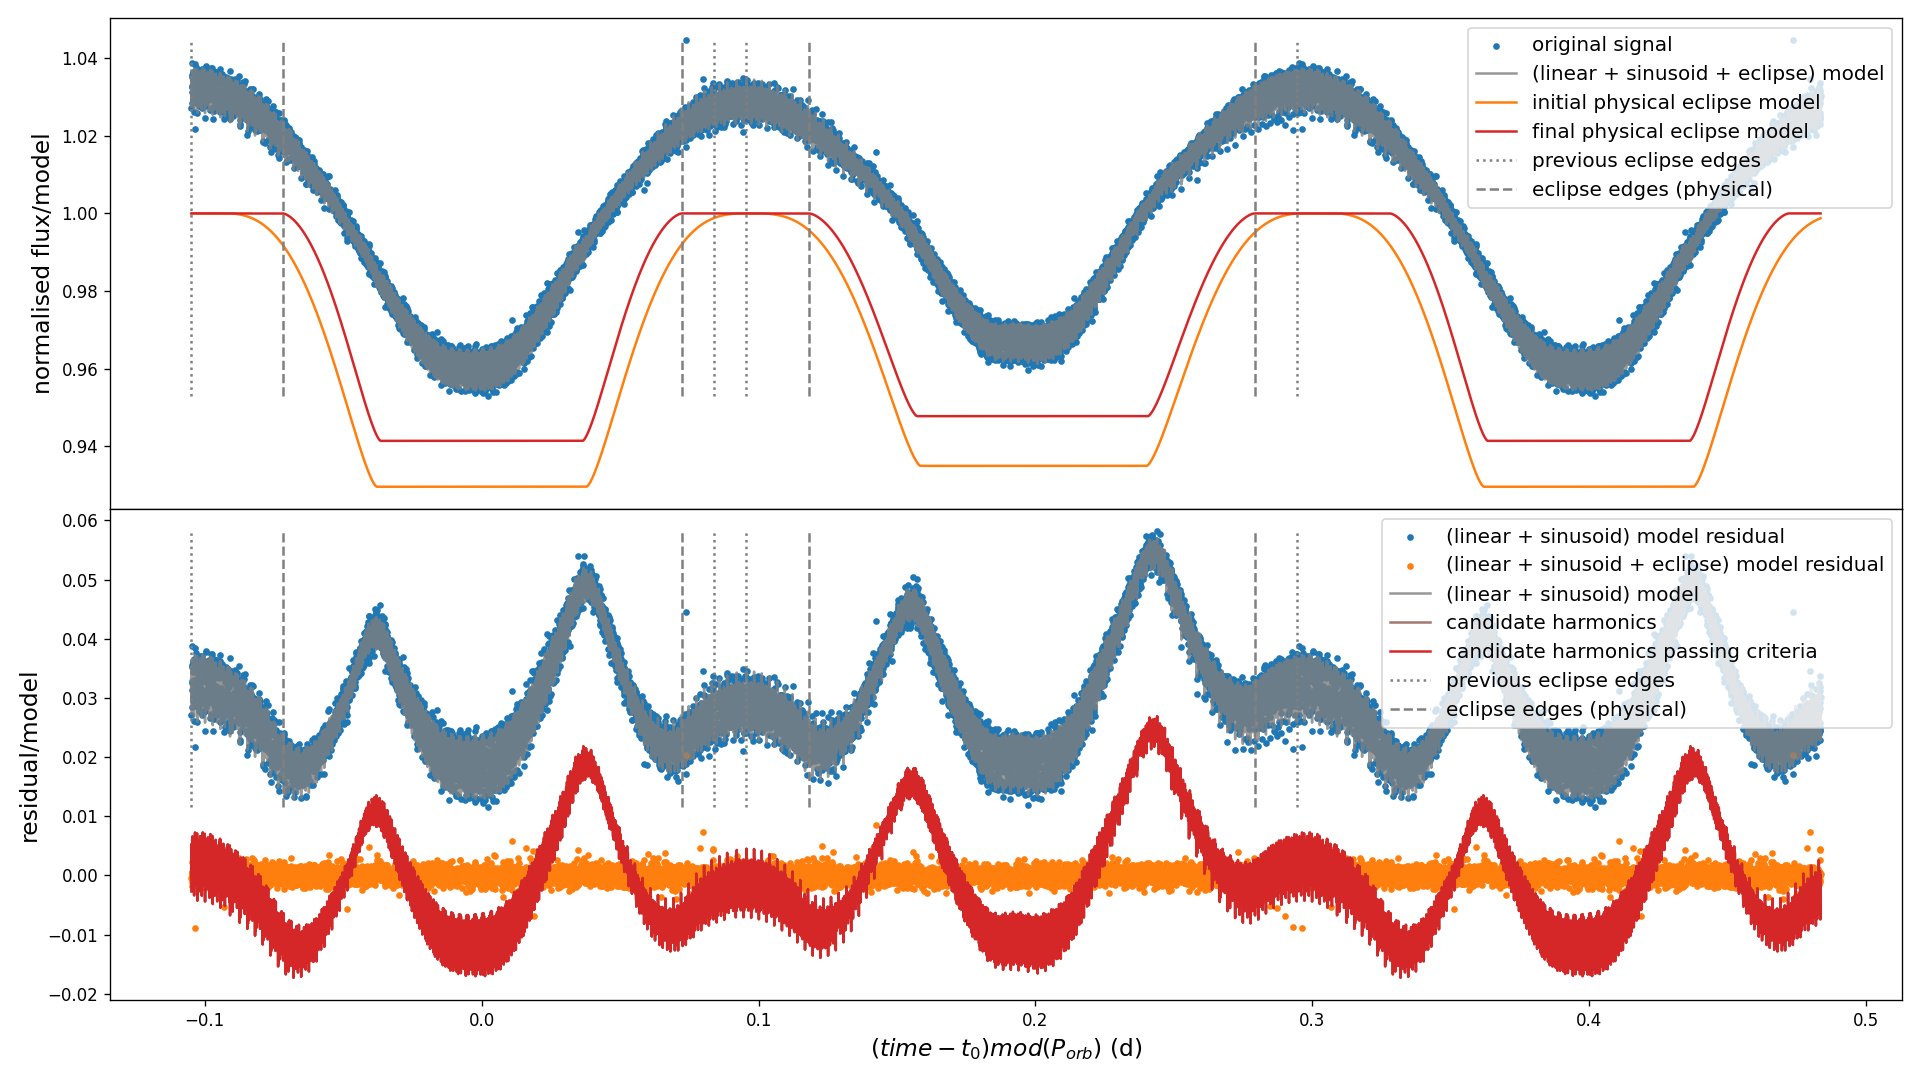 normalised flux/model
1.04
1.02
1.00
0.98
0.96
0.94
original signal
(linear + sinusoid + eclipse) model
initial physical eclipse model
final physical eclipse model
previous eclipse edges
eclipse edges (physical)
residual/model
0.06
0.05
0.04
0.03
0.02
0.01
0.00
−0.01
−0.02
(linear + sinusoid) model residual
(linear + sinusoid + eclipse) model residual
(linear + sinusoid) model
candidate harmonics
candidate harmonics passing criteria
previous eclipse edges
eclipse edges (physical)
−0.1 0.0 0.1 0.2 0.3 0.4 0.5
(time − t₀)mod(P_orb) (d)